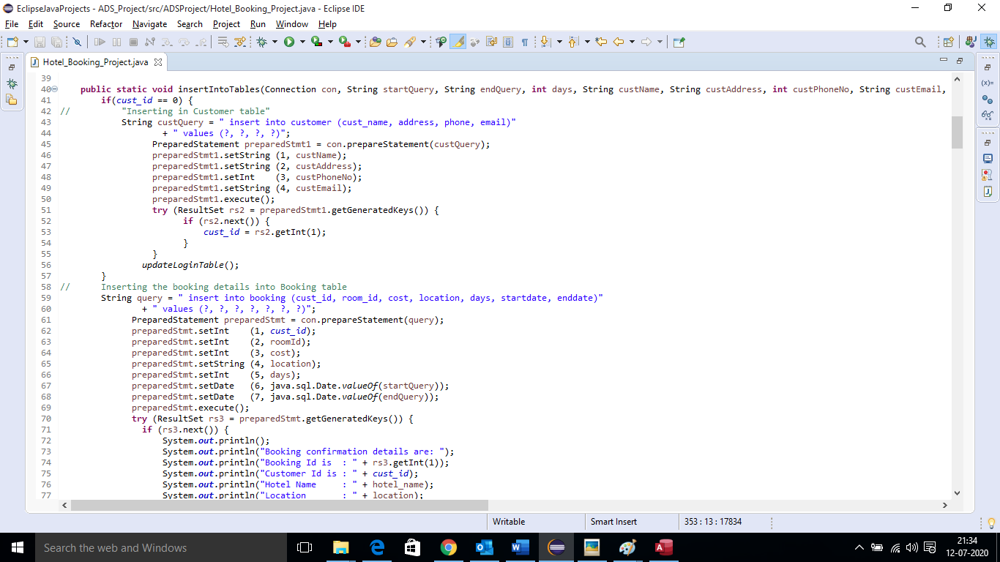 EclipseJavaProjects - ADS_Project/src/ADSProject/Hotel_Booking_Project.java - Eclipse IDE
File Edit Source Refactor Navigate Search Project Run Window Help
Hotel_Booking_Project.java
39
40 public static void insertIntoTables(Connection con, String startQuery, String endQuery, int days, String custName, String custAddress, int custPhoneNo, String custEmail,
41 if(cust_id == 0) {
42 // "Inserting in Customer table"
43 String custQuery = " insert into customer (cust_name, address, phone, email)"
44 + " values (?, ?, ?, ?)";
45 PreparedStatement preparedStmt1 = con.prepareStatement(custQuery);
46 preparedStmt1.setString (1, custName);
47 preparedStmt1.setString (2, custAddress);
48 preparedStmt1.setInt (3, custPhoneNo);
49 preparedStmt1.setString (4, custEmail);
50 preparedStmt1.execute();
51 try (ResultSet rs2 = preparedStmt1.getGeneratedKeys()) {
52 if (rs2.next()) {
53 cust_id = rs2.getInt(1);
54 }
55 }
56 updateLoginTable();
57 }
58 // Inserting the booking details into Booking table
59 String query = " insert into booking (cust_id, room_id, cost, location, days, startdate, enddate)"
60 + " values (?, ?, ?, ?, ?, ?, ?)";
61 PreparedStatement preparedStmt = con.prepareStatement(query);
62 preparedStmt.setInt (1, cust_id);
63 preparedStmt.setInt (2, roomId);
64 preparedStmt.setInt (3, cost);
65 preparedStmt.setString (4, location);
66 preparedStmt.setInt (5, days);
67 preparedStmt.setDate (6, java.sql.Date.valueOf(startQuery));
68 preparedStmt.setDate (7, java.sql.Date.valueOf(endQuery));
69 preparedStmt.execute();
70 try (ResultSet rs3 = preparedStmt.getGeneratedKeys()) {
71 if (rs3.next()) {
72 System.out.println();
73 System.out.println("Booking confirmation details are: ");
74 System.out.println("Booking Id is : " + rs3.getInt(1));
75 System.out.println("Customer Id is : " + cust_id);
76 System.out.println("Hotel Name : " + hotel_name);
77 System.out.println("Location : " + location);
Writable Smart Insert 353 : 13 : 17834
Search the web and Windows
21:34
12-07-2020